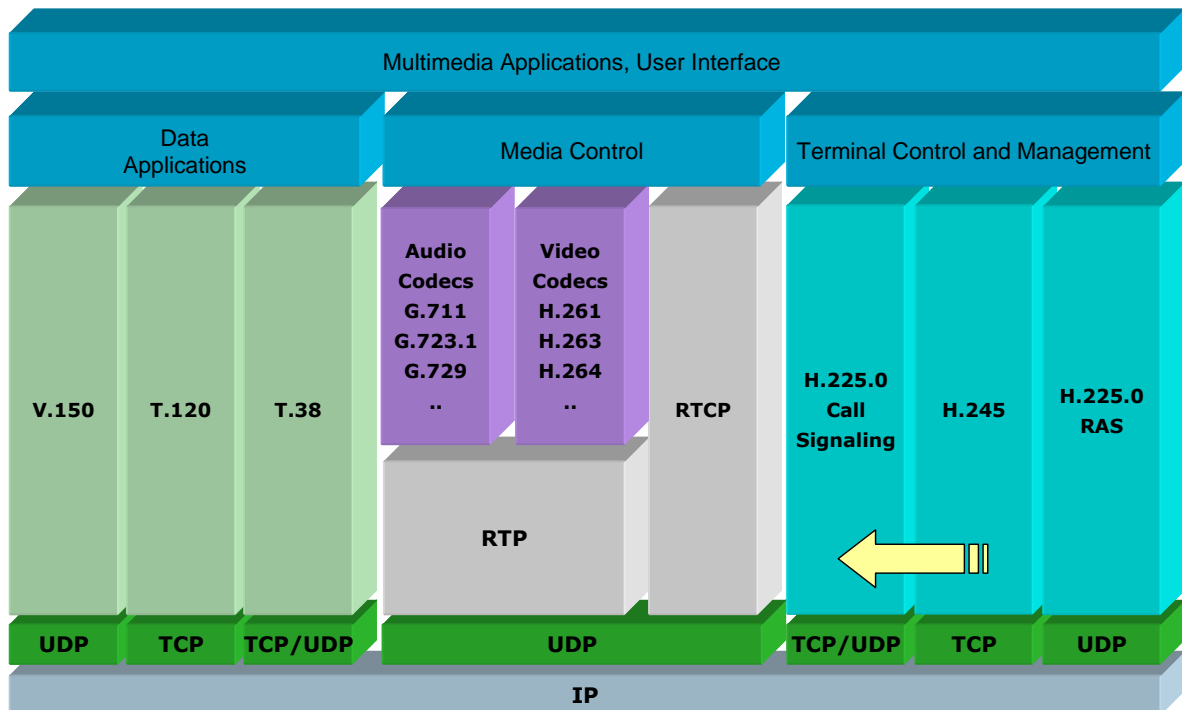 Multimedia Applications, User Interface
Data
Applications
Media Control
Terminal Control and Management
V.150
T.120
T.38
Audio
Codecs
G.711
G.723.1
G.729
..
Video
Codecs
H.261
H.263
H.264
..
RTP
RTCP
H.225.0
Call
Signaling
H.245
H.225.0
RAS
UDP
TCP
TCP/UDP
UDP
TCP/UDP
TCP
UDP
IP